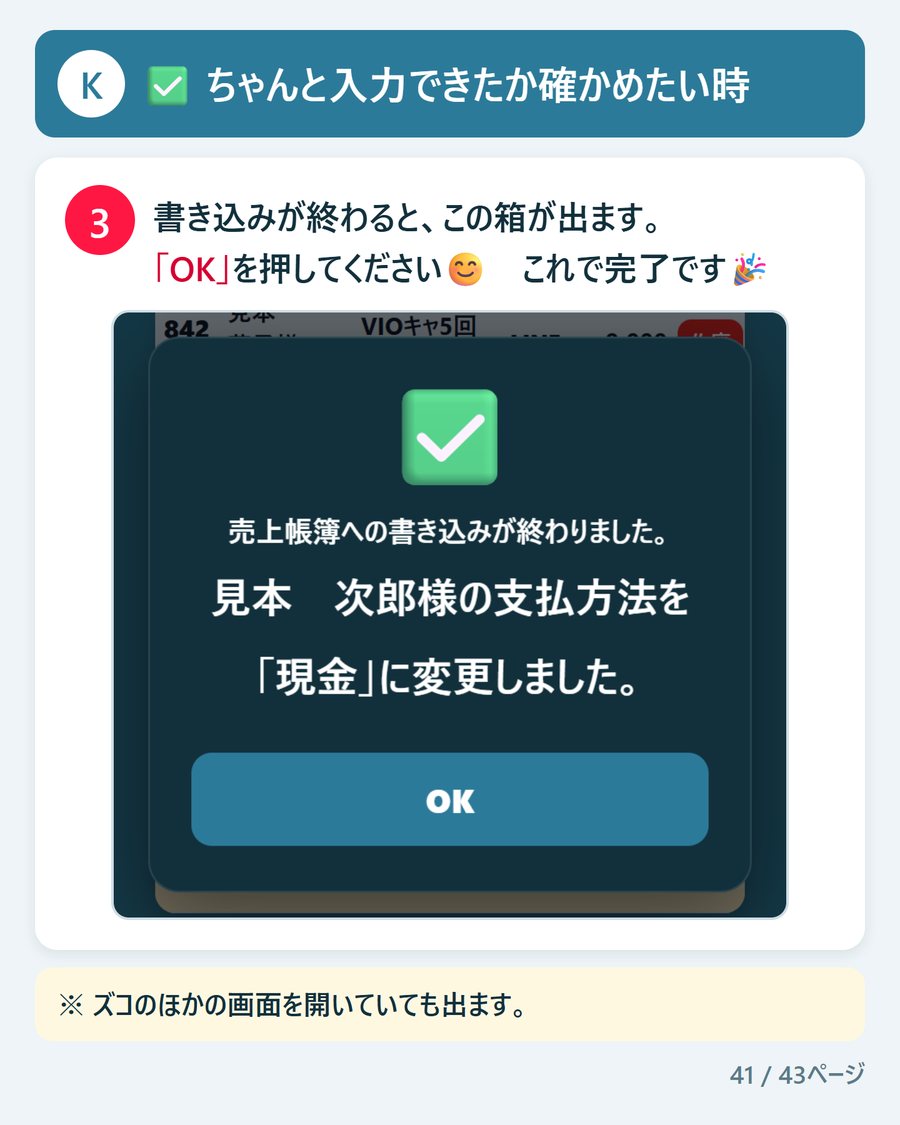 K ✅ ちゃんと入力できたか確かめたい時
3 書き込みが終わると、この箱が出ます。
「OK」を押してください😊　これで完了です🎉
842 VIOキャ5回
売上帳簿への書き込みが終わりました。
見本　次郎様の支払方法を
「現金」に変更しました。
OK
※ ズコのほかの画面を開いていても出ます。
41 / 43ページ